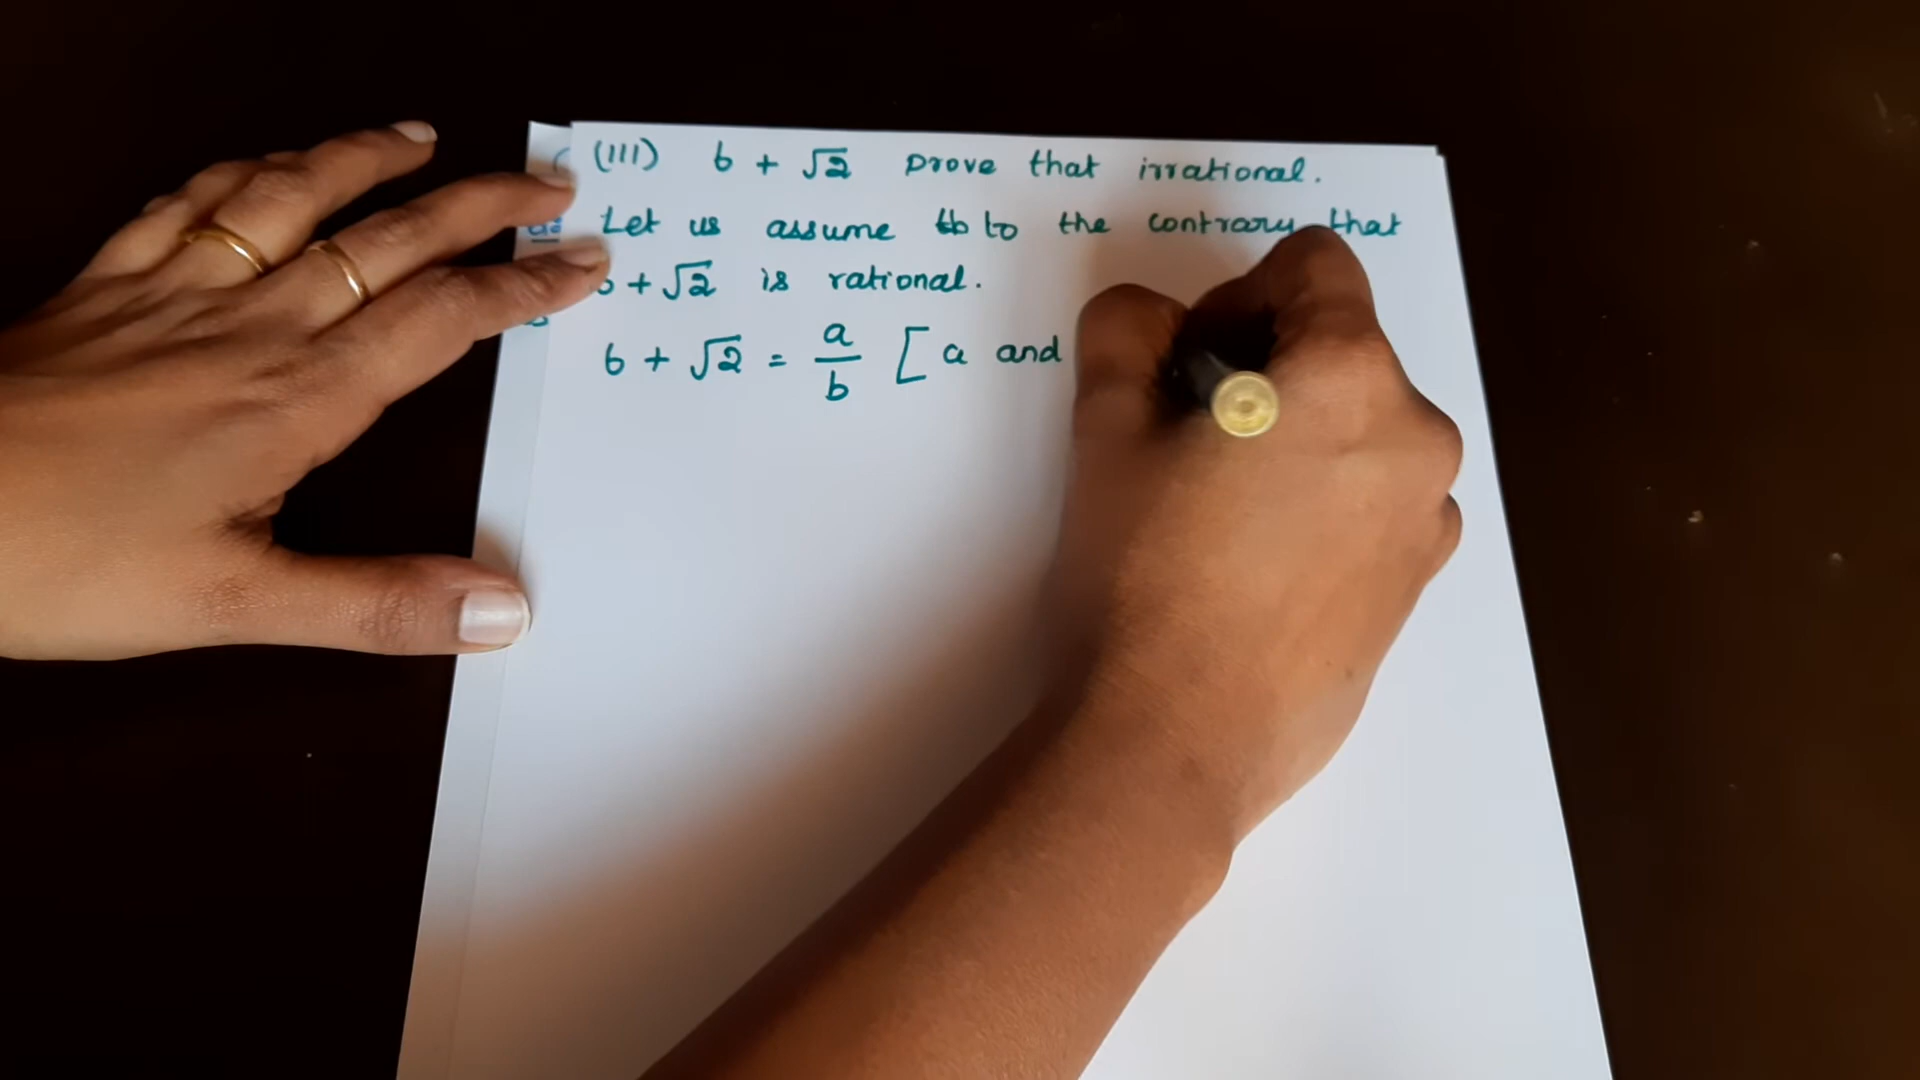 (III) 6 + √2 prove that irrational.
Let us assume to the contrary that
+ √2 is rational.
6 + √2 = a/b [ a and